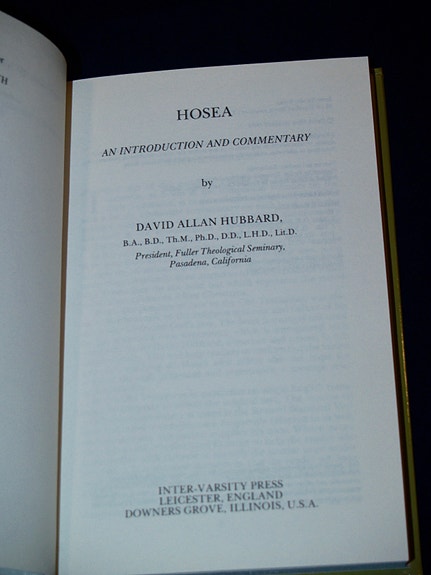 HOSEA
AN INTRODUCTION AND COMMENTARY
by
DAVID ALLAN HUBBARD,
B.A., B.D., Th.M., Ph.D., D.D., L.H.D., Lit.D.
President, Fuller Theological Seminary,
Pasadena, California
INTER-VARSITY PRESS
LEICESTER, ENGLAND
DOWNERS GROVE, ILLINOIS, U.S.A.